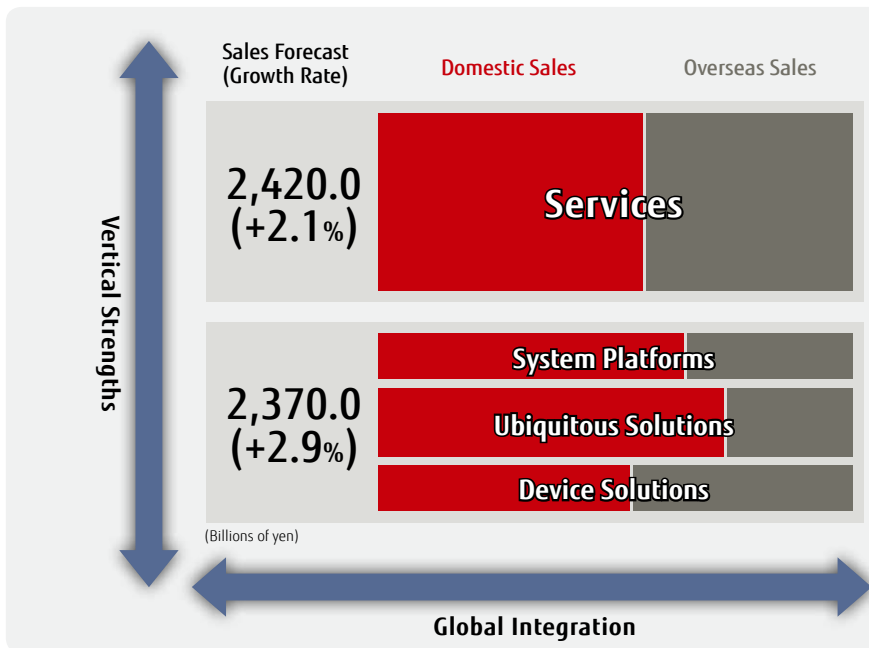 Sales Forecast
(Growth Rate)
Domestic Sales
Overseas Sales
2,420.0
(+2.1%)
Services
2,370.0
(+2.9%)
System Platforms
Ubiquitous Solutions
Device Solutions
(Billions of yen)
Vertical Strengths
Global Integration